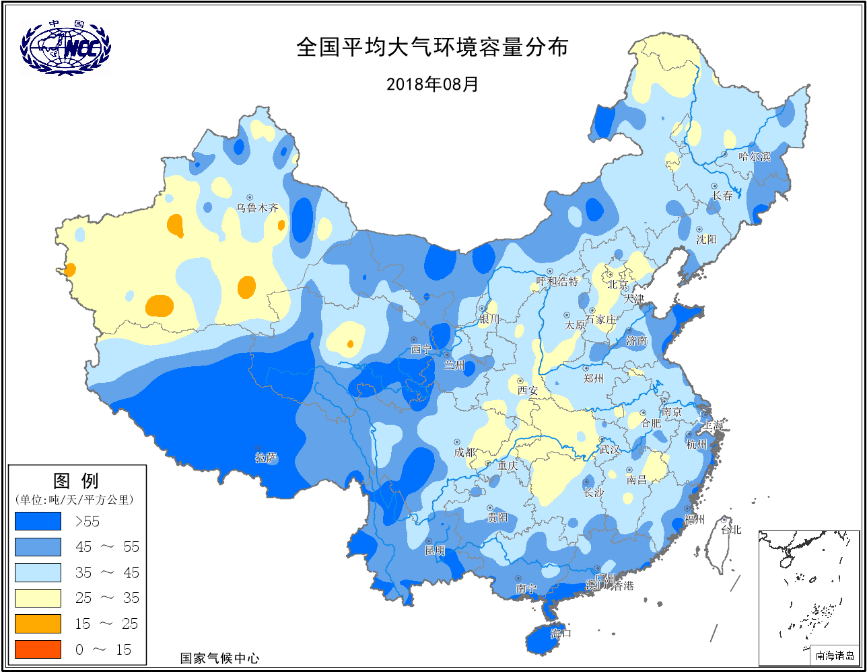 中国
NCC
全国平均大气环境容量分布
2018年08月
哈尔滨
长春
乌鲁木齐
沈阳
呼和浩特
北京
天津
银川
太原
石家庄
济南
西宁
兰州
郑州
西安
南京
合肥
上海
拉萨
成都
武汉
杭州
重庆
南昌
长沙
贵阳
福州
台北
昆明
广州
南宁
澳门
香港
海口
图 例
(单位:吨/天/平方公里)
>55
45 ～ 55
35 ～ 45
25 ～ 35
15 ～ 25
0 ～ 15
国家气候中心
南海诸岛